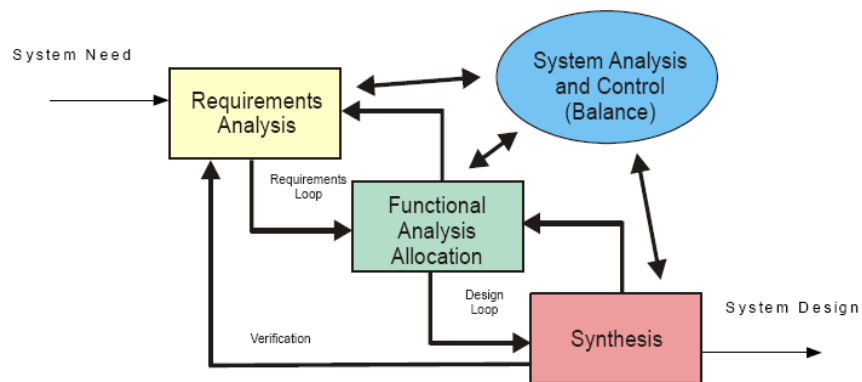 System Need
Requirements
Analysis
System Analysis
and Control
(Balance)
Requirements
Loop
Functional
Analysis
Allocation
Design
Loop
System Design
Verification
Synthesis